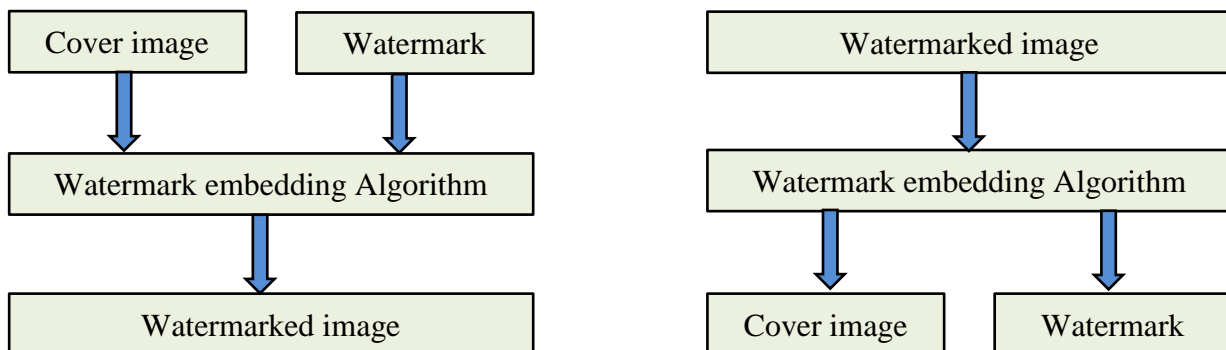 Cover image
Watermark
Watermark embedding Algorithm
Watermarked image
Watermarked image
Watermark embedding Algorithm
Cover image
Watermark